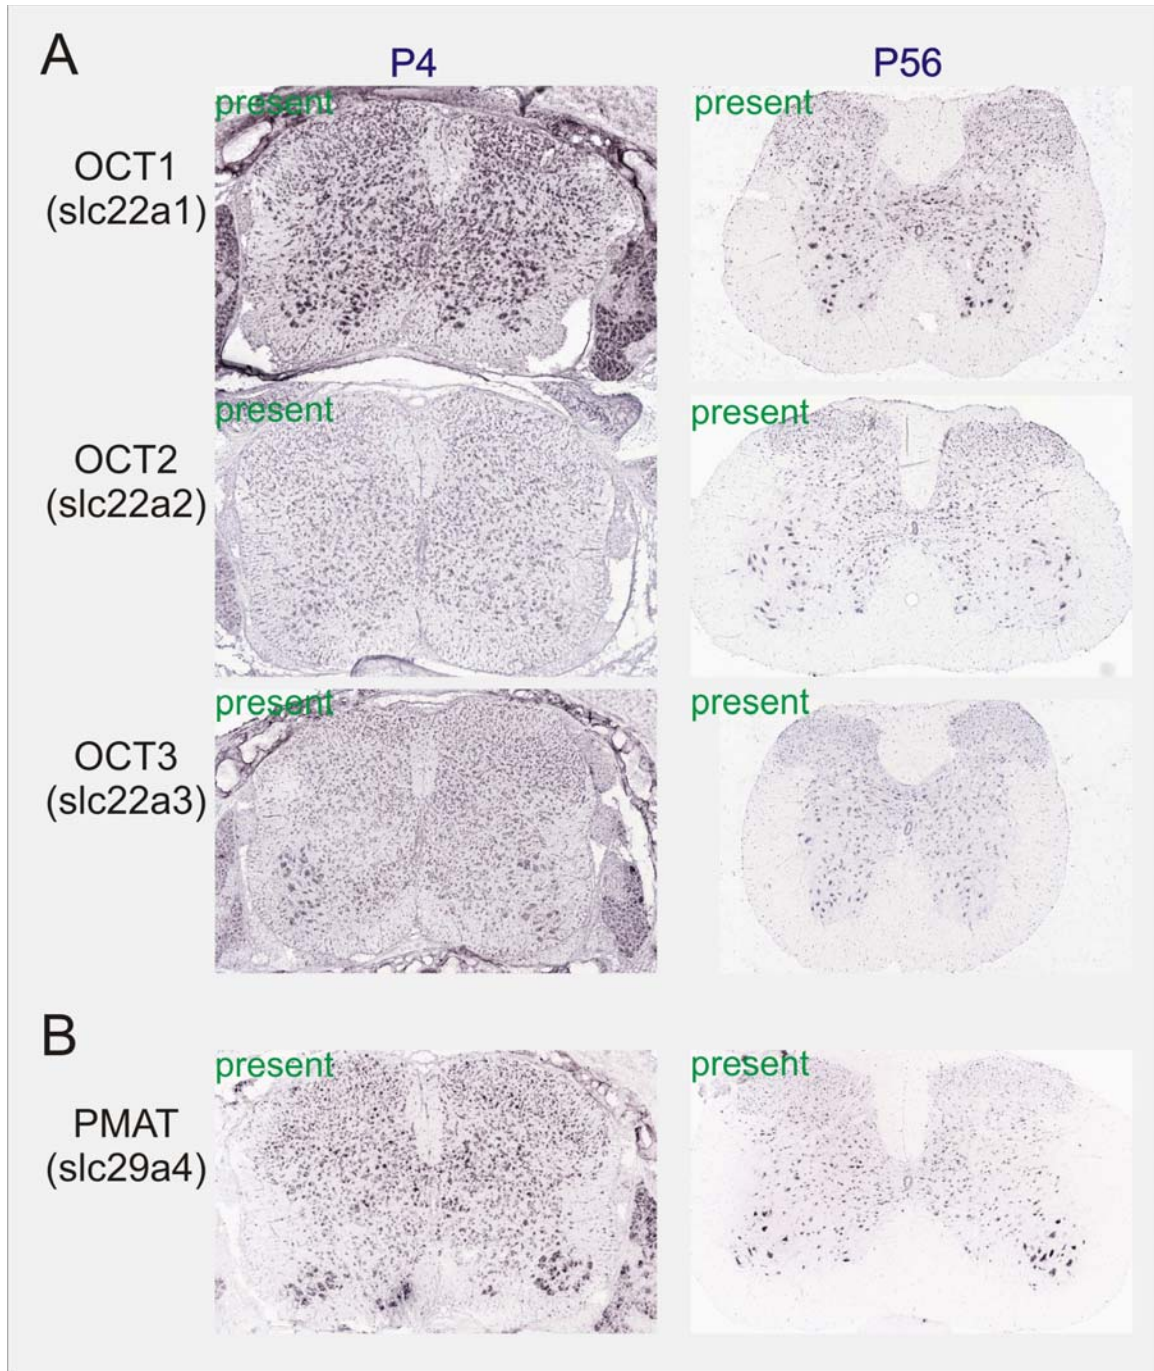 A
P4
P56
OCT1
(slc22a1)
present
present
OCT2
(slc22a2)
present
present
OCT3
(slc22a3)
present
present
B
PMAT
(slc29a4)
present
present